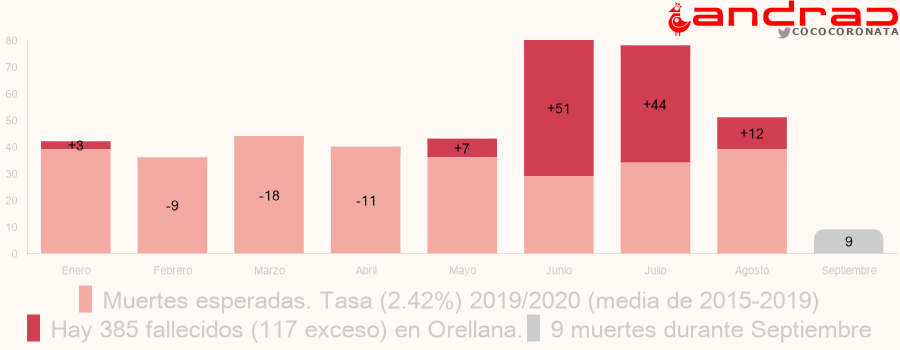 andrab
COCOCORONATA
80
70
60
50
40
30
20
10
0
+3
-9
-18
-11
+7
+51
+44
+12
9
Enero
Febrero
Marzo
Abril
Mayo
Junio
Julio
Agosto
Septiembre
Muertes esperadas. Tasa (2.42%) 2019/2020 (media de 2015-2019)
Hay 385 fallecidos (117 exceso) en Orellana. 9 muertes durante Septiembre